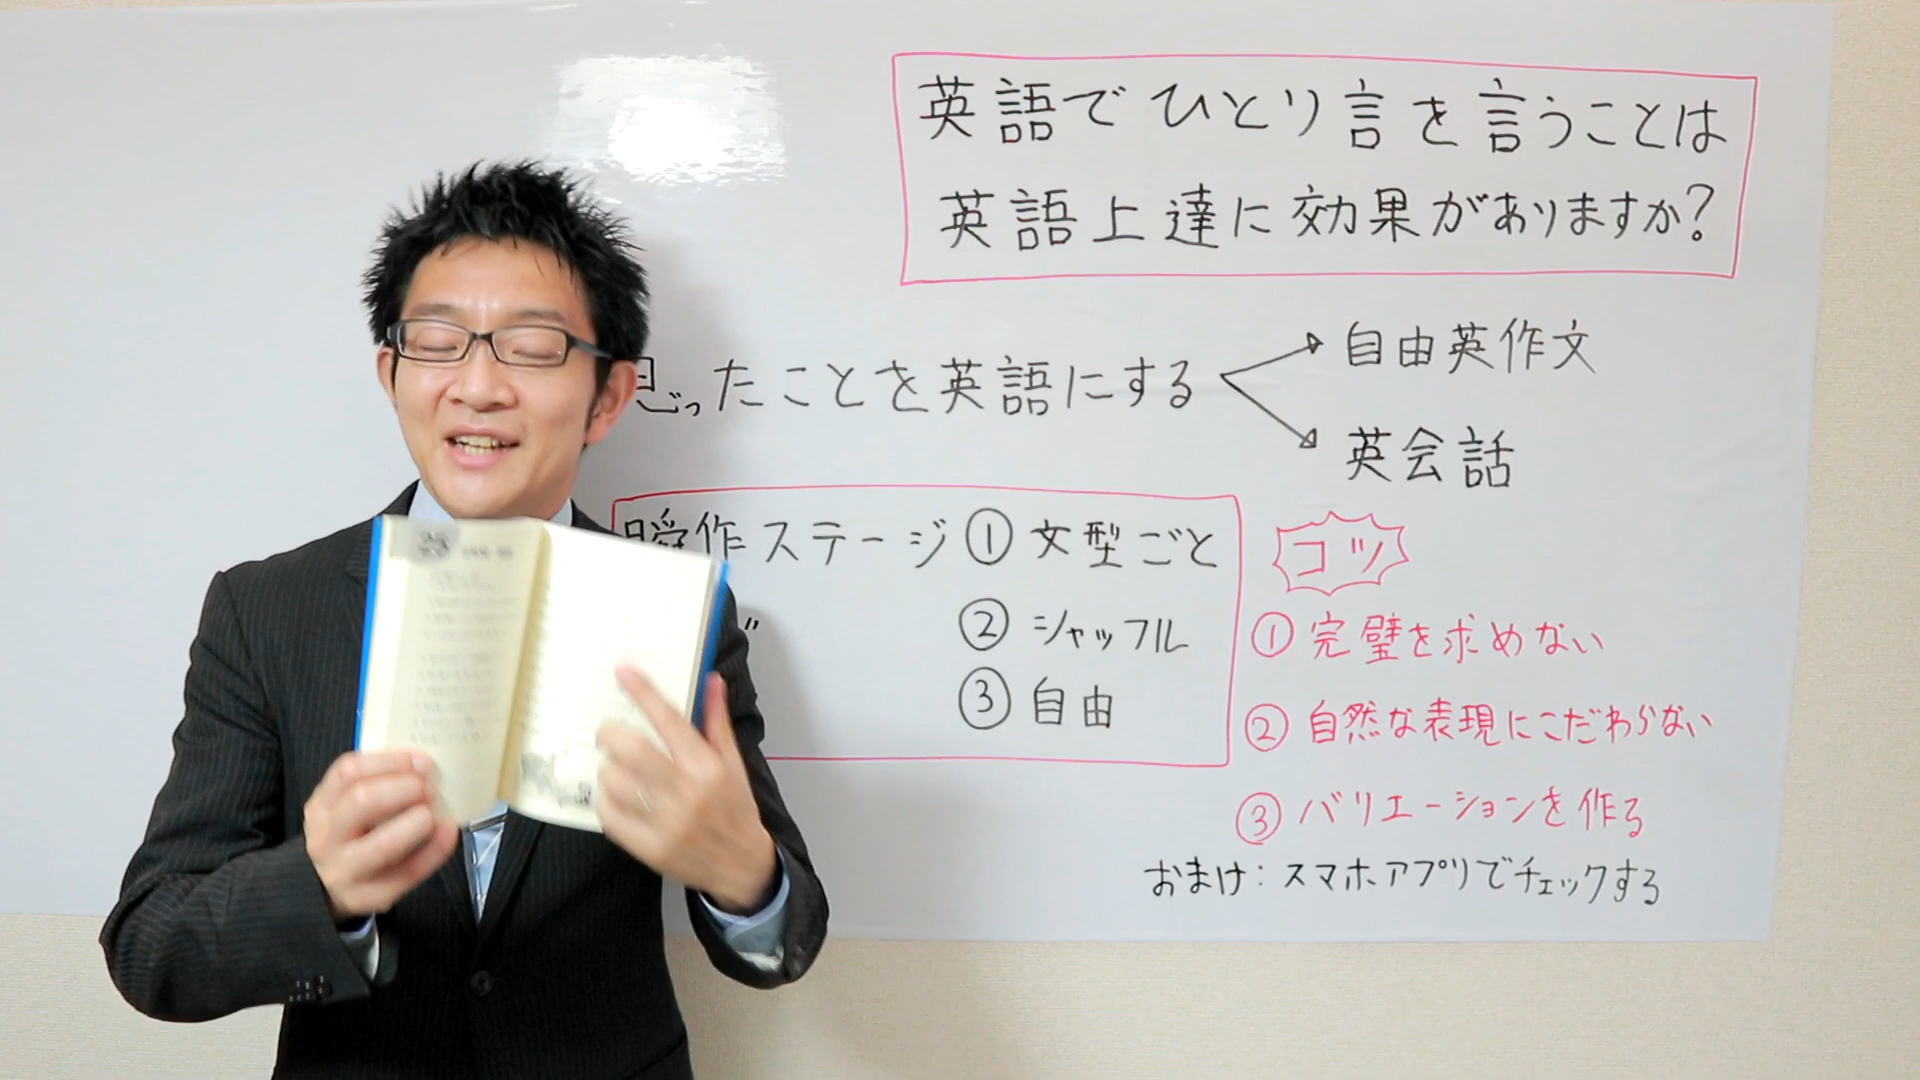 英語でひとり言を言うことは
英語上達に効果がありますか?
思ったことを英語にする
自由英作文
英会話
瞬作ステージ ① 文型ごと
② シャッフル
③ 自由
コツ
① 完璧を求めない
② 自然な表現にこだわらない
③ バリエーションを作る
おまけ:スマホアプリでチェックする
25